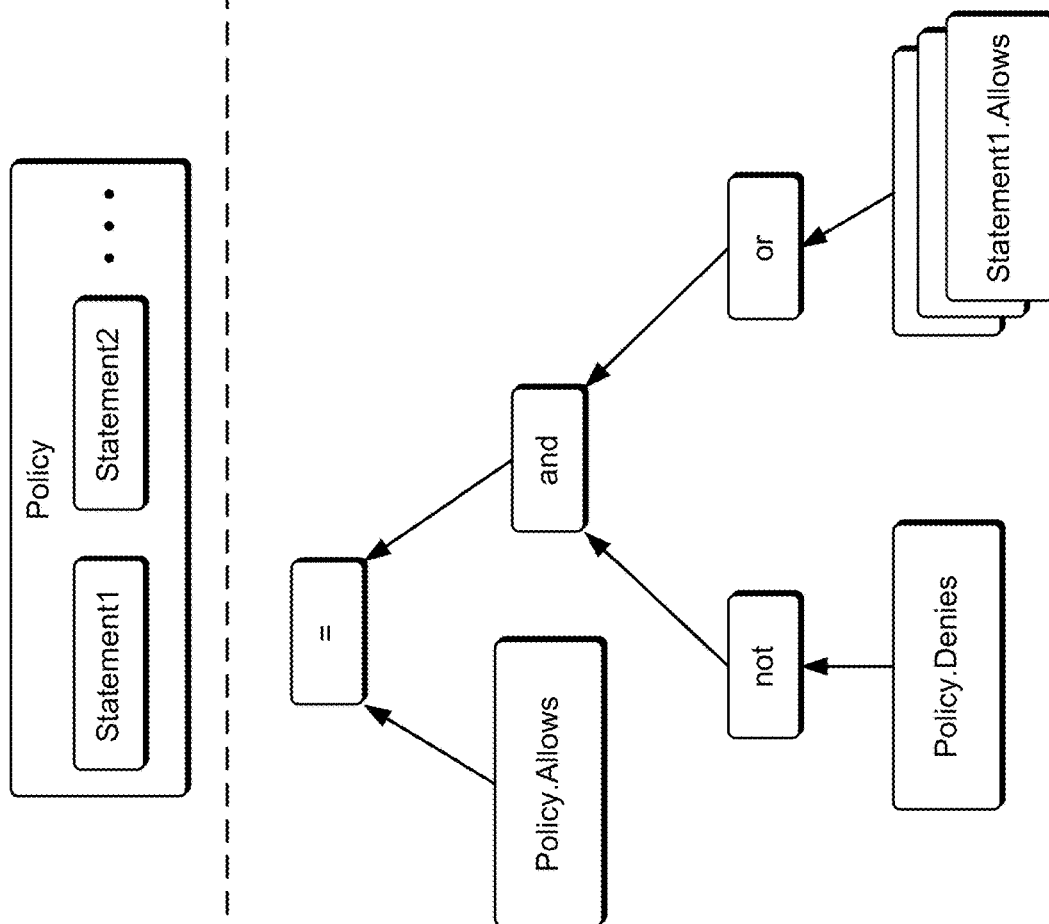 Policy
Statement1
Statement2
• • •
=
Policy.Allows
and
not
or
Policy.Denies
Statement1.Allows